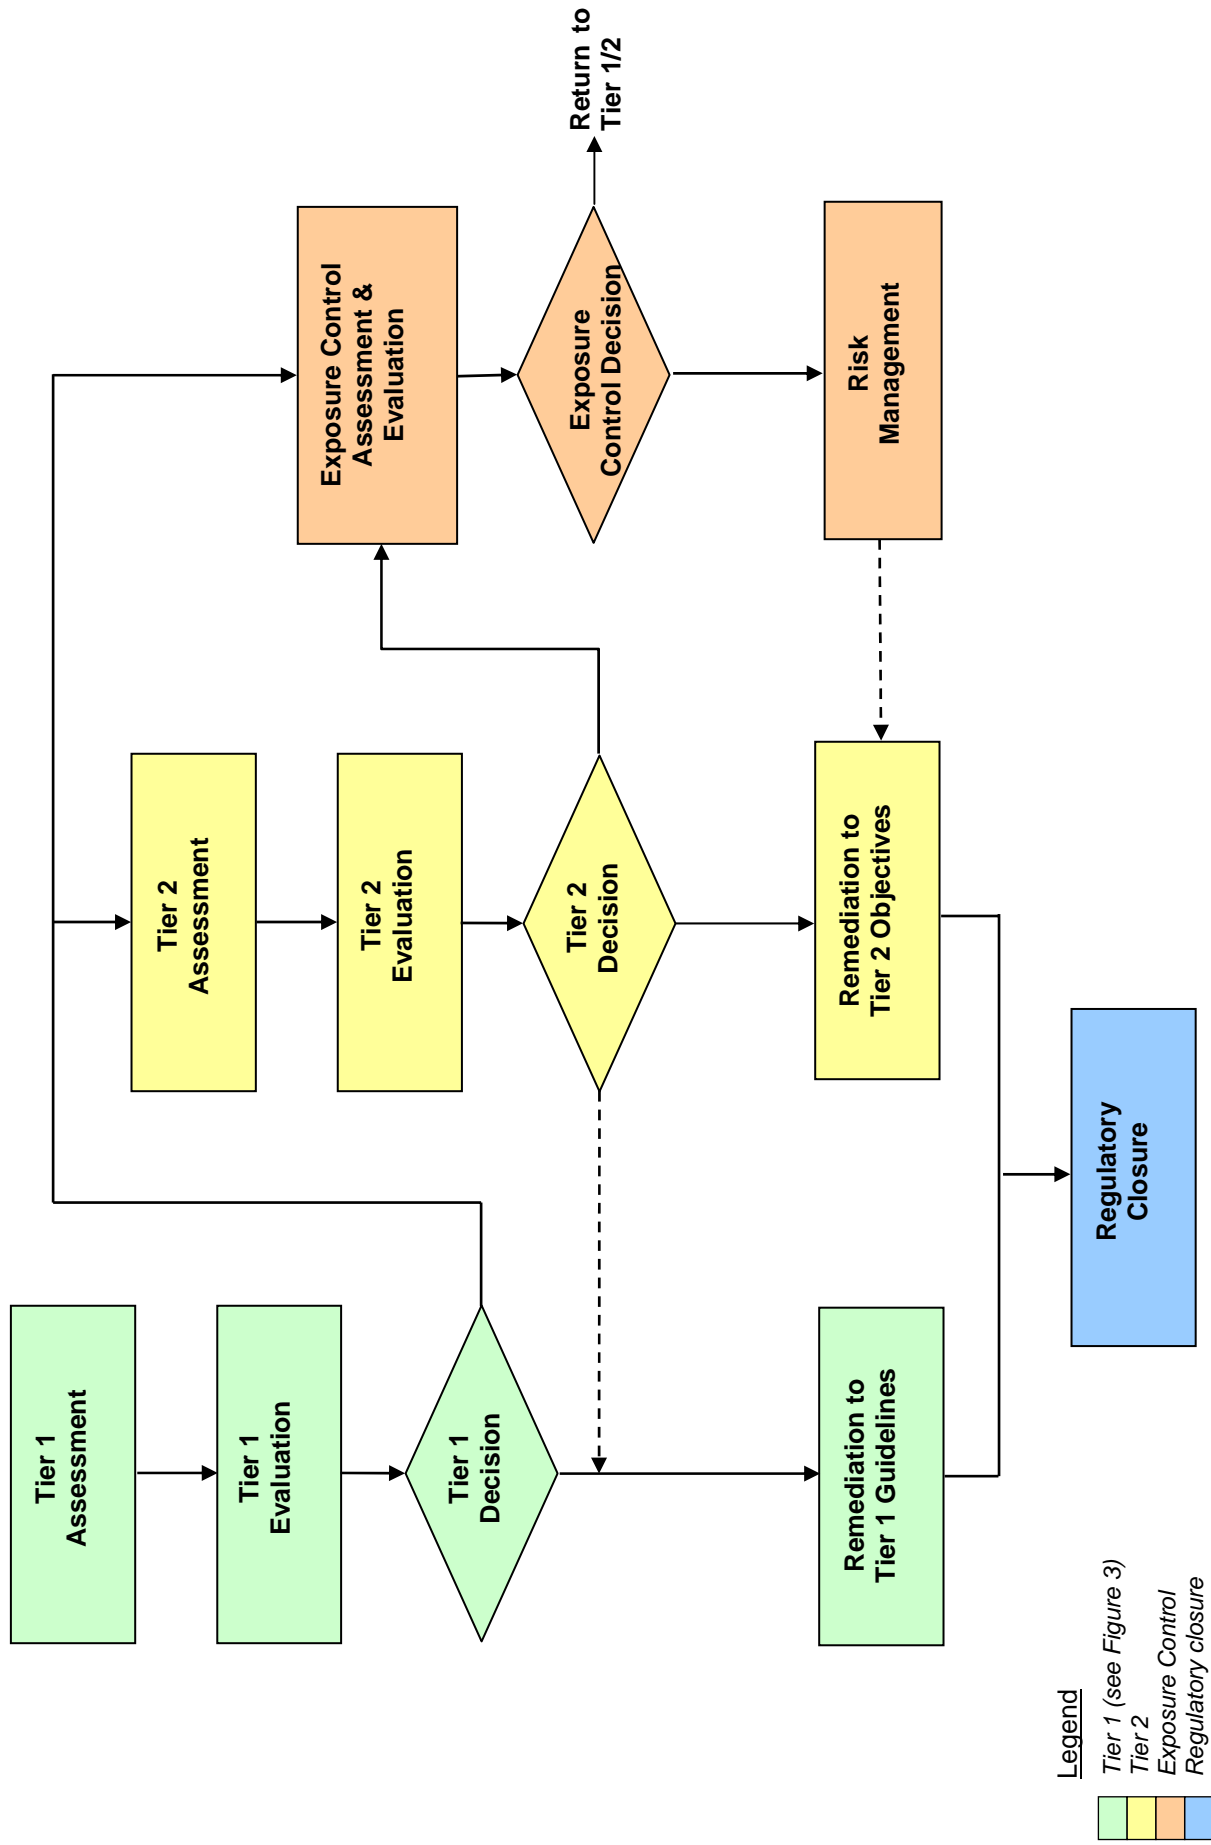 Tier 1
Assessment
Tier 1
Evaluation
Tier 1
Decision
Remediation to
Tier 1 Guidelines
Tier 2
Assessment
Tier 2
Evaluation
Tier 2
Decision
Remediation to
Tier 2 Objectives
Exposure Control
Assessment &
Evaluation
Exposure
Control Decision
Return to
Tier 1/2
Risk
Management
Regulatory
Closure
Legend
Tier 1 (see Figure 3)
Tier 2
Exposure Control
Regulatory closure